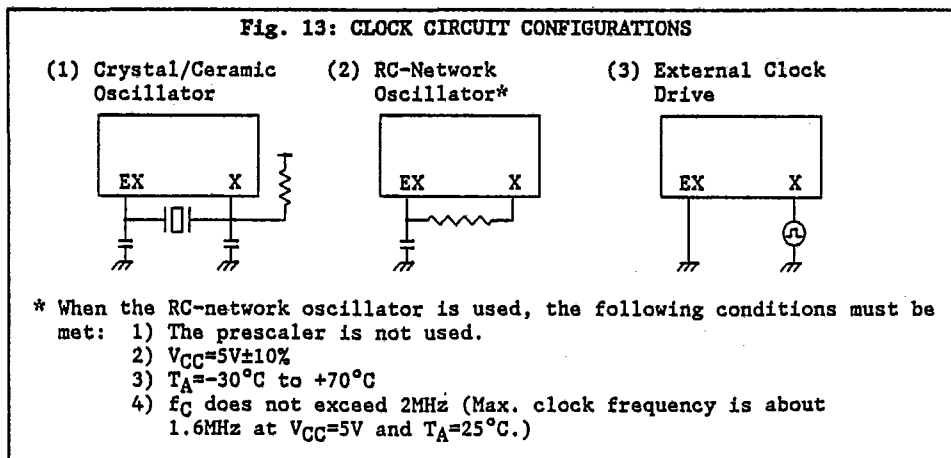 Fig. 13: CLOCK CIRCUIT CONFIGURATIONS
(1) Crystal/Ceramic Oscillator
(2) RC-Network Oscillator*
(3) External Clock Drive
EX X
EX X
EX X
* When the RC-network oscillator is used, the following conditions must be
met: 1) The prescaler is not used.
2) VCC=5V±10%
3) TA=-30°C to +70°C
4) fC does not exceed 2MHz (Max. clock frequency is about
1.6MHz at VCC=5V and TA=25°C.)